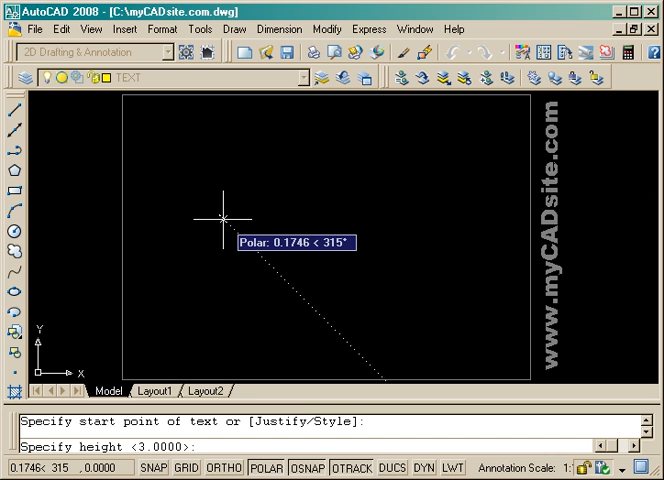 AutoCAD 2008 - [C:\myCADsite.com.dwg]
File Edit View Insert Format Tools Draw Dimension Modify Express Window Help
2D Drafting & Annotation
TEXT
Polar: 0.1746 < 315°
www.myCADsite.com
Y
X
Model Layout1 Layout2
Specify start point of text or [Justify/Style]:
Specify height <3.0000>:
0.1746< 315 , 0.0000 SNAP GRID ORTHO POLAR OSNAP OTRACK DUCS DYN LWT Annotation Scale: 1: